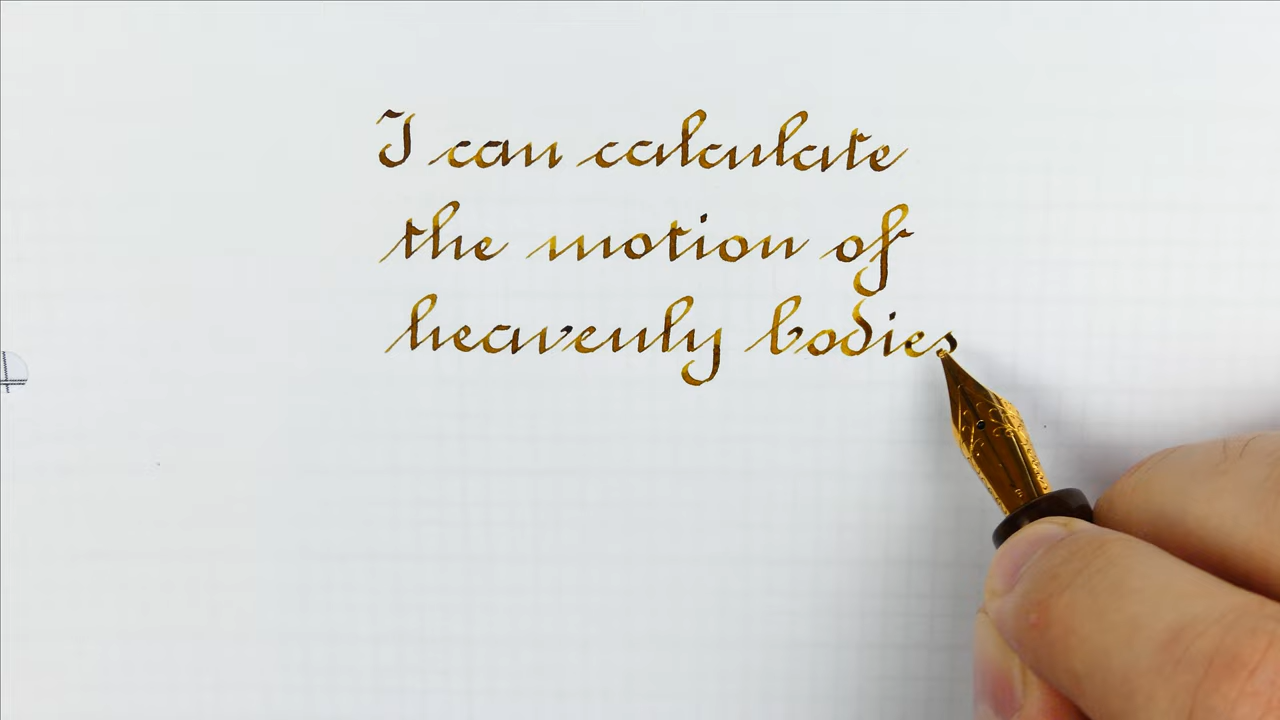 I can calculate
the motion of
heavenly bodies